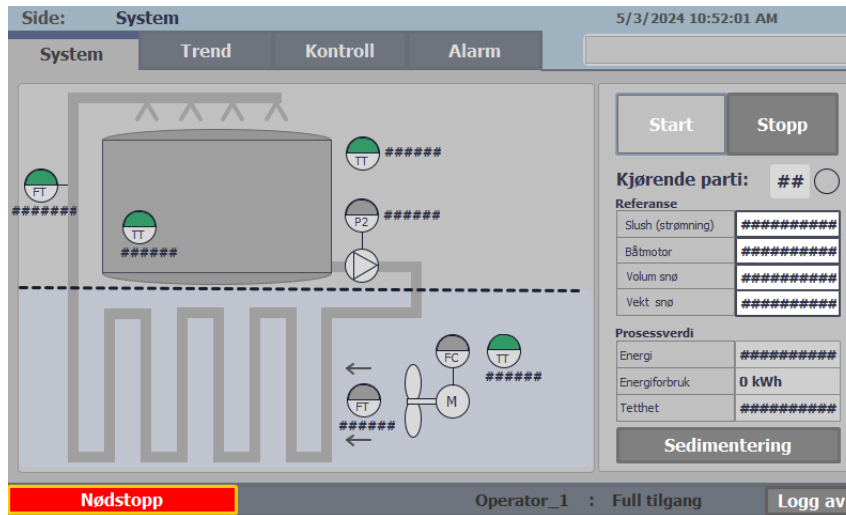 Side: System 5/3/2024 10:52:01 AM
System Trend Kontroll Alarm
Start Stopp
TT ######
FT
#######
Kjørende parti: ##
Referanse
P2 ######
TT
######
Slush (strømning) ##########
Båtmotor ##########
Volum snø ##########
Vekt snø ##########
Prosessverdi
FC TT
######
Energi ##########
Energiforbruk 0 kWh
Tetthet ##########
FT
######
M
Sedimentering
Nødstopp Operator_1 : Full tilgang Logg av